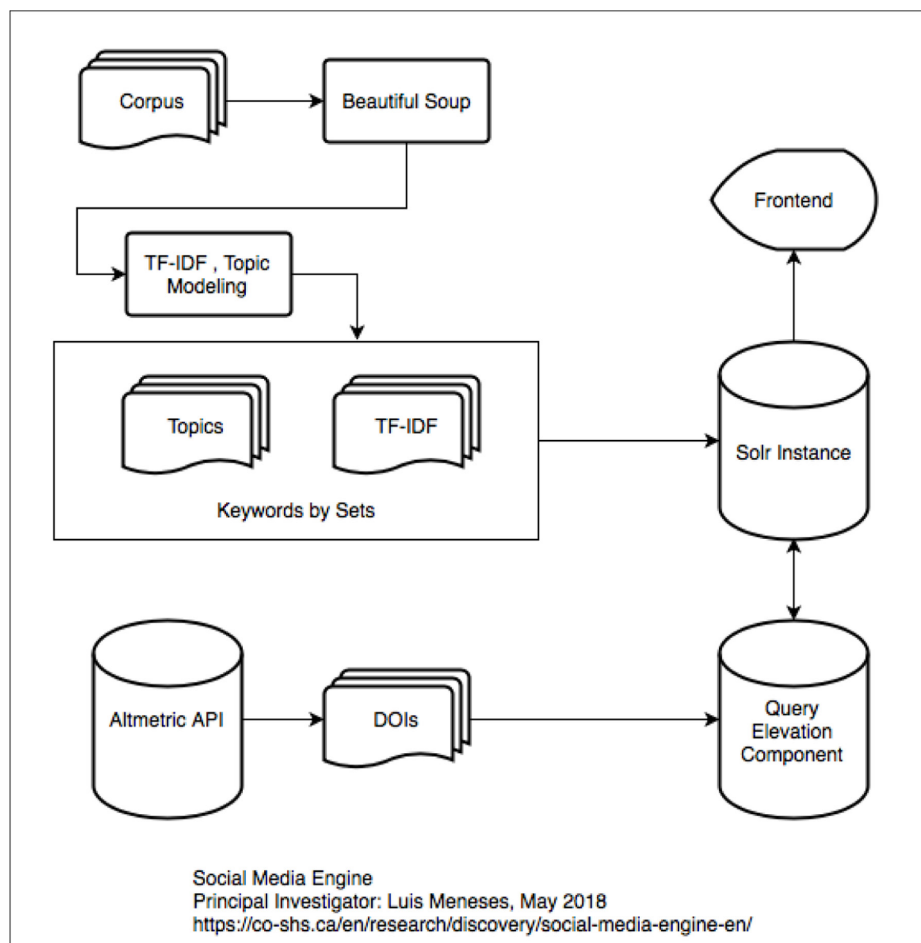 Corpus
Beautiful Soup
Frontend
TF-IDF , Topic
Modeling
Topics
TF-IDF
Keywords by Sets
Solr Instance
Altmetric API
DOIs
Query
Elevation
Component
Social Media Engine
Principal Investigator: Luis Meneses, May 2018
https://co-shs.ca/en/research/discovery/social-media-engine-en/